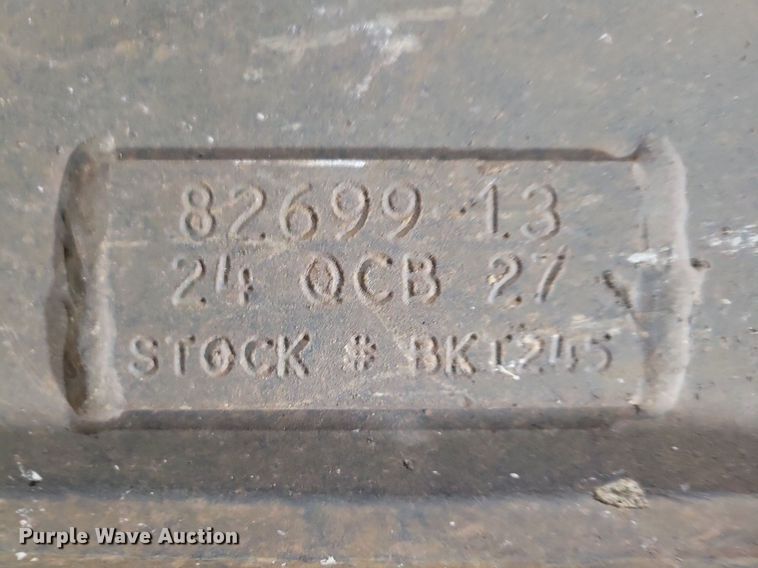 82699 13
24 QCB 27
STOCK # BK1245
Purple Wave Auction